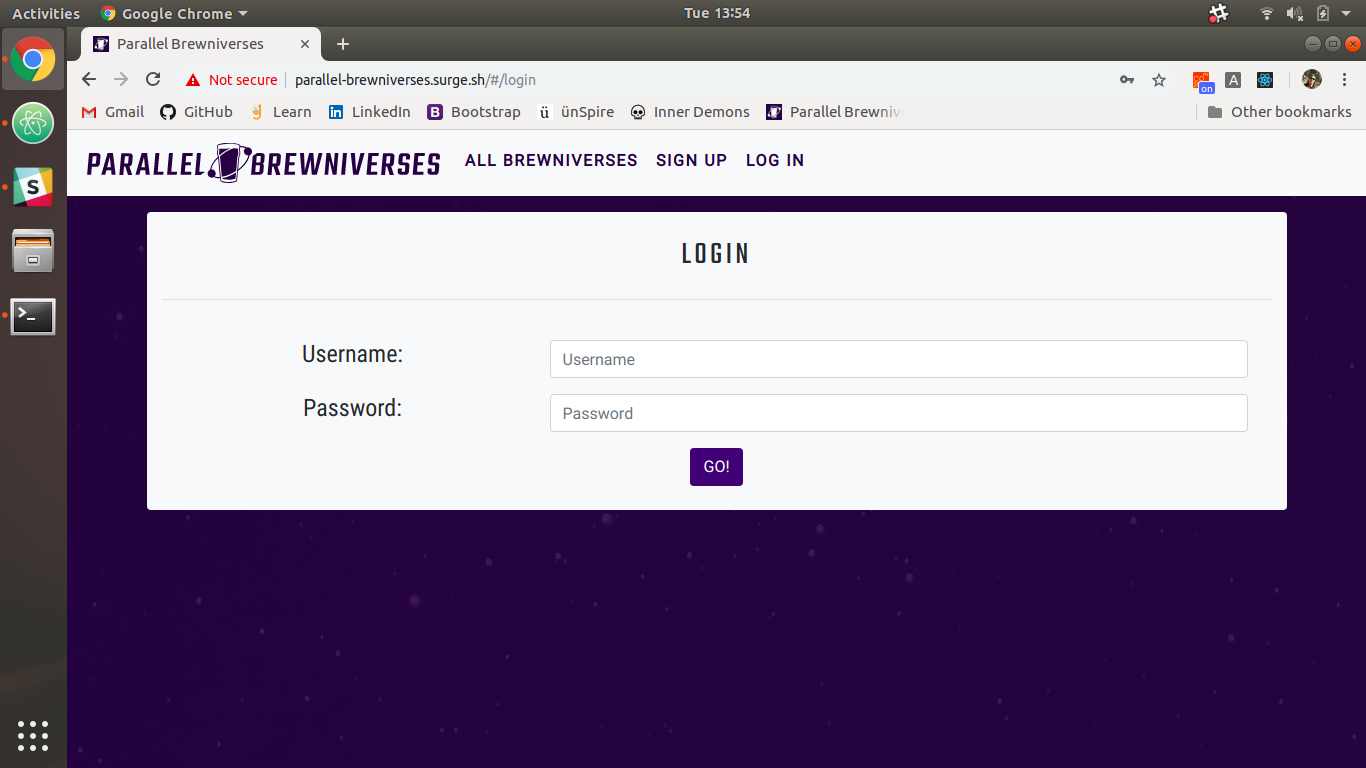 Activities Google Chrome Tue 13:54
Parallel Brewniverses
Not secure parallel-brewniverses.surge.sh/#/login
on A
Gmail GitHub Learn LinkedIn B Bootstrap ü ünSpire Inner Demons Parallel Brewniv Other bookmarks
PARALLEL BREWNIVERSES ALL BREWNIVERSES SIGN UP LOG IN
S
LOGIN
Username: Username
Password: Password
GO!